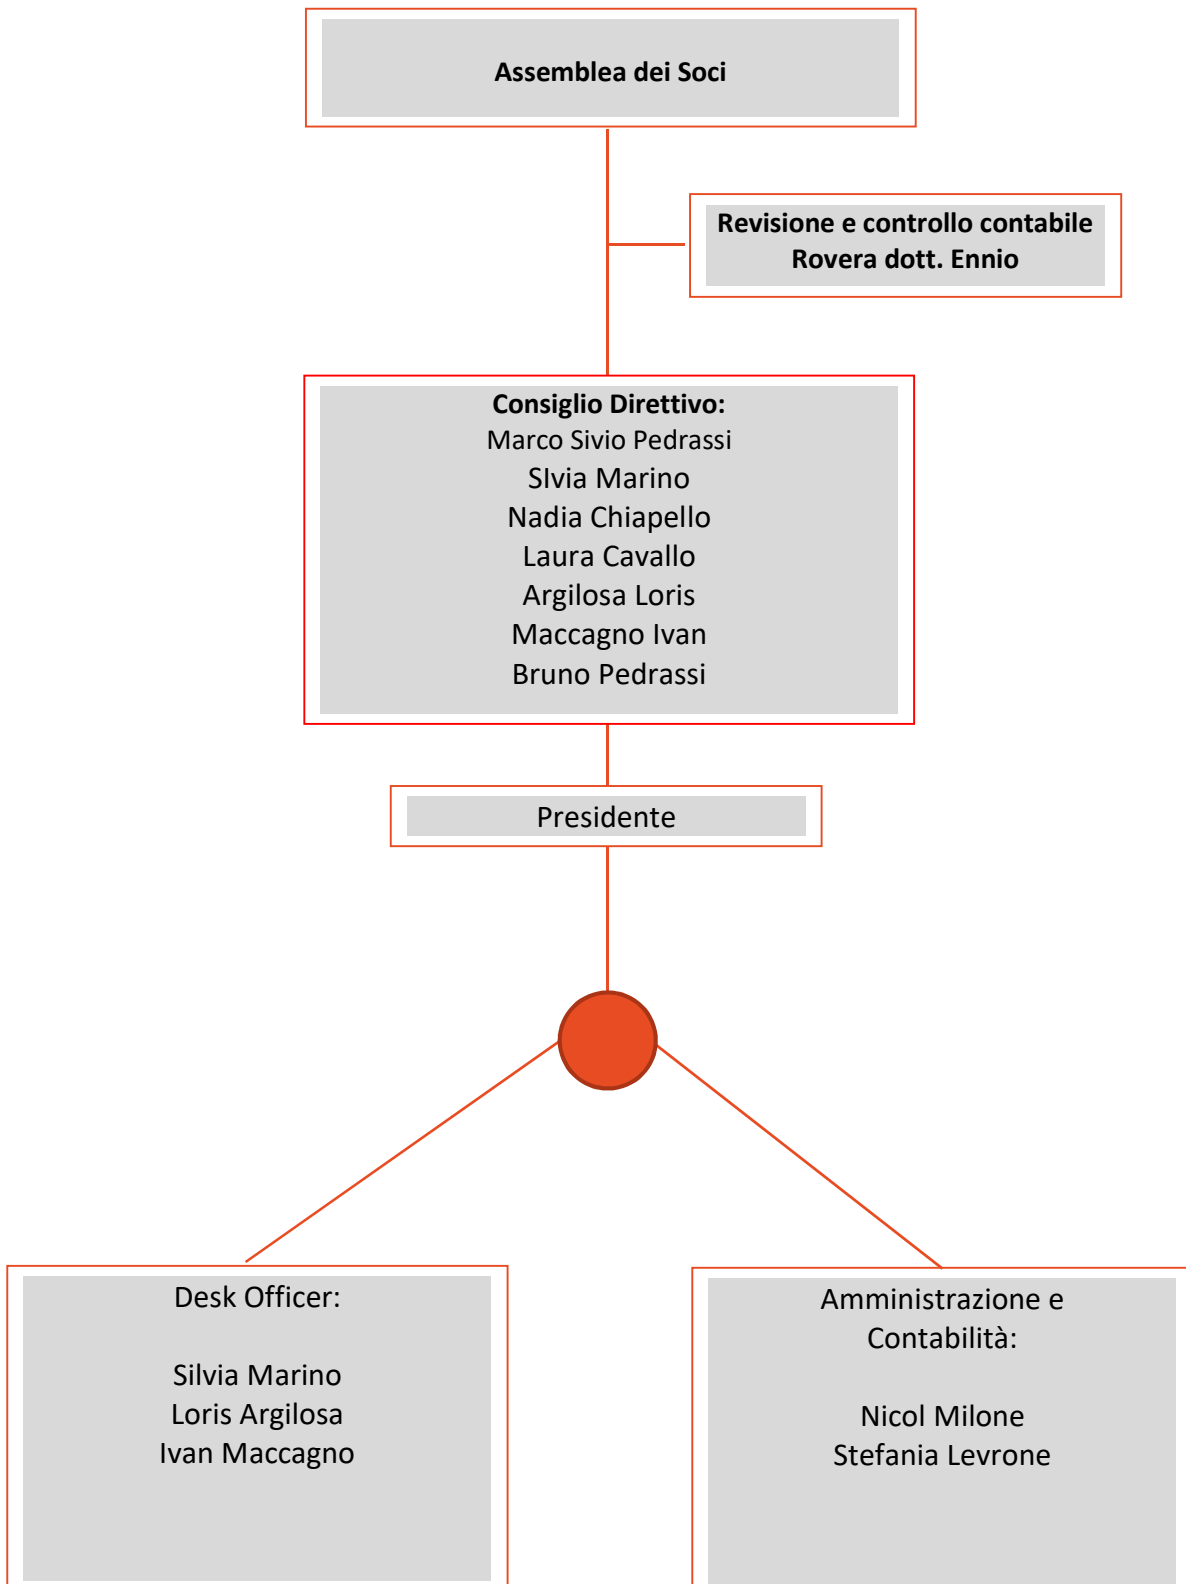 Assemblea dei Soci
Revisione e controllo contabile
Rovera dott. Ennio
Consiglio Direttivo:
Marco Sivio Pedrassi
SIvia Marino
Nadia Chiapello
Laura Cavallo
Argilosa Loris
Maccagno Ivan
Bruno Pedrassi
Presidente
Desk Officer:
Silvia Marino
Loris Argilosa
Ivan Maccagno
Amministrazione e
Contabilità:
Nicol Milone
Stefania Levrone